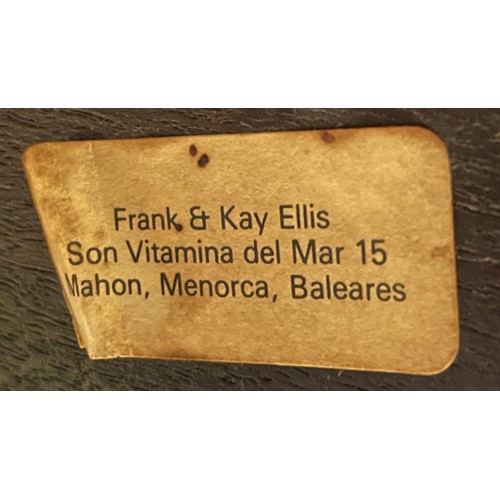 Frank & Kay Ellis
Son Vitamina del Mar 15
Mahon, Menorca, Baleares